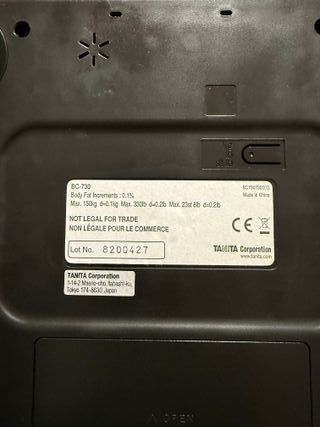 BC-730
Body Fat Increments : 0.1%
Max. 150kg d=0.1kg Max. 330lb d=0.2lb Max. 23st 8lb d=0.2lb
Made in China
NOT LEGAL FOR TRADE
NON LÉGALE POUR LE COMMERCE
Lot No. 8200427
TANITA Corporation
www.tanita.com
TANITA Corporation
1-14-2 Maeno-cho, Itabashi-ku,
Tokyo 174-8630 Japan
OPEN